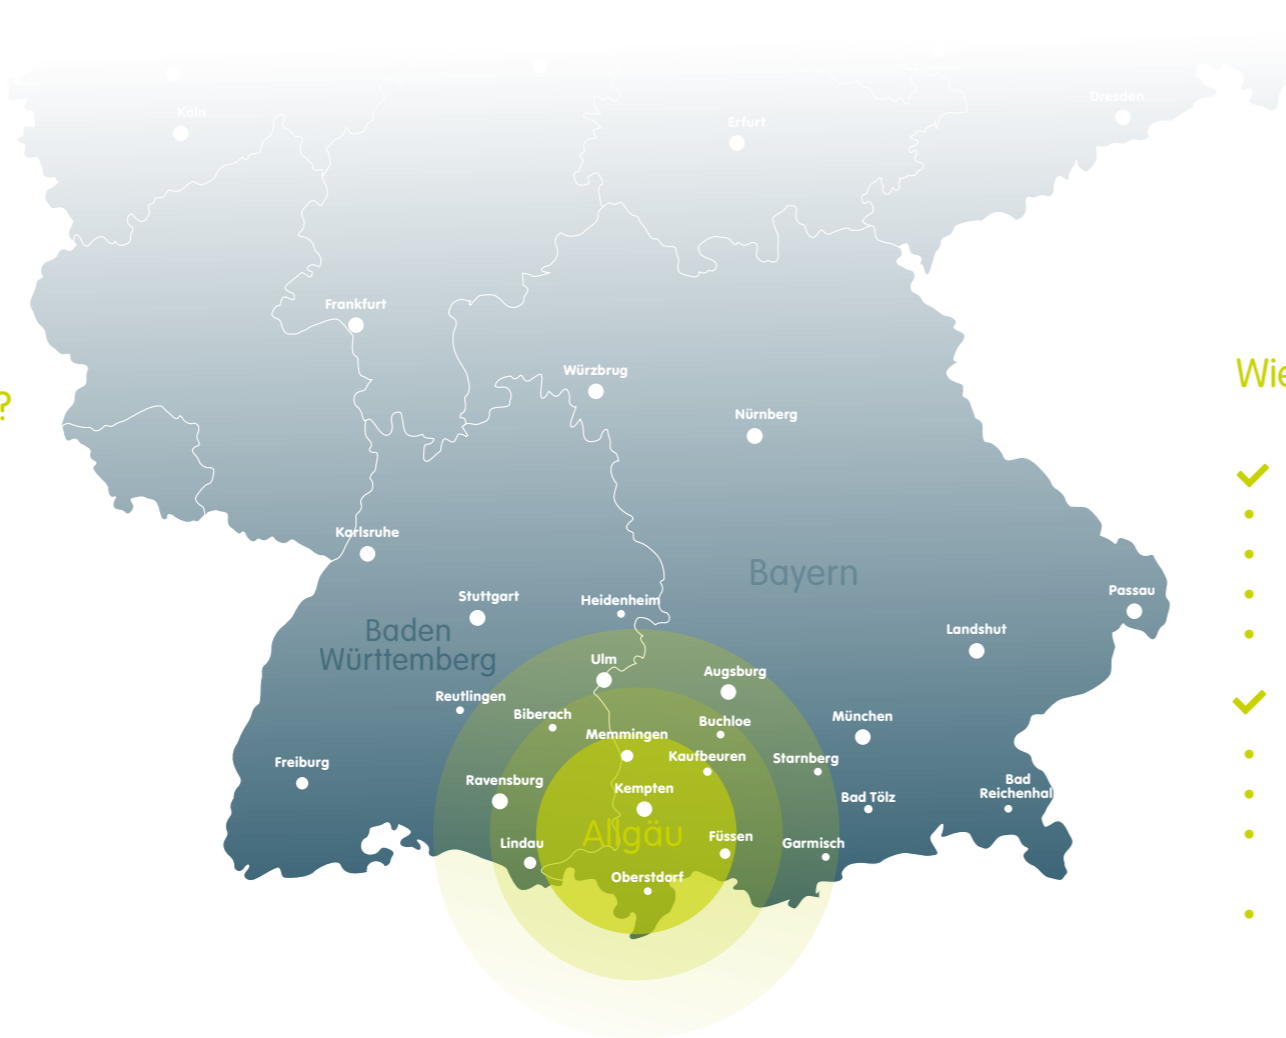 Köln
Erfurt
Dresden
Frankfurt
?
Wie
Würzbrug
Nürnberg
Karlsruhe
Bayern
Stuttgart
Heidenheim
Passau
Baden
Württemberg
Landshut
Ulm
Augsburg
Reutlingen
Biberach
Buchloe
München
Memmingen
Kaufbeuren
Starnberg
Freiburg
Ravensburg
Kempten
Bad Tölz
Bad
Reichenhal
Allgäu
Lindau
Füssen
Garmisch
Oberstdorf